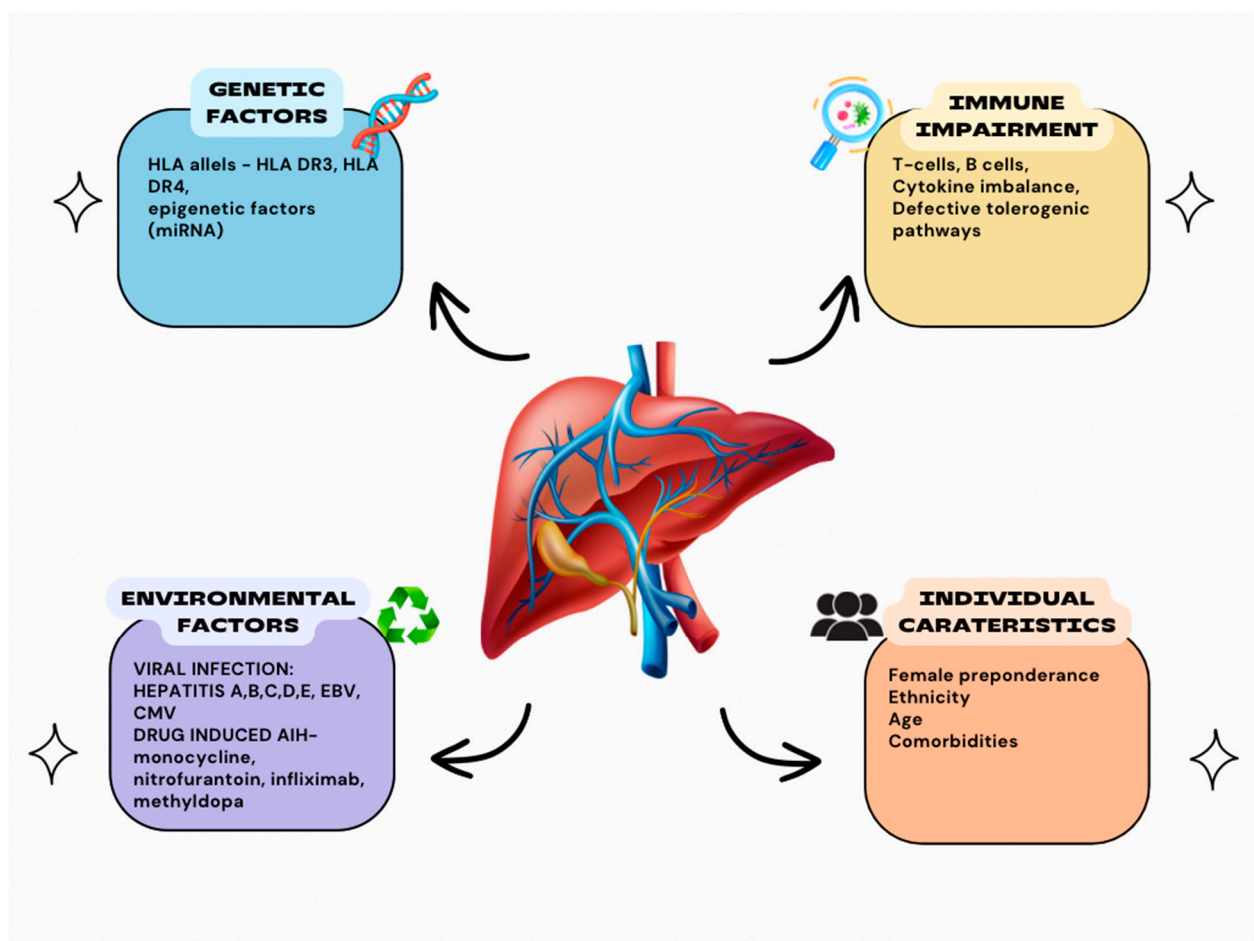 GENETIC
FACTORS
HLA allels - HLA DR3, HLA
DR4,
epigenetic factors
(miRNA)
IMMUNE
IMPAIRMENT
T-cells, B cells,
Cytokine imbalance,
Defective tolerogenic
pathways
ENVIRONMENTAL
FACTORS
VIRAL INFECTION:
HEPATITIS A,B,C,D,E, EBV,
CMV
DRUG INDUCED AIH-
monocycline,
nitrofurantoin, infliximab,
methyldopa
INDIVIDUAL
CARATERISTICS
Female preponderance
Ethnicity
Age
Comorbidities